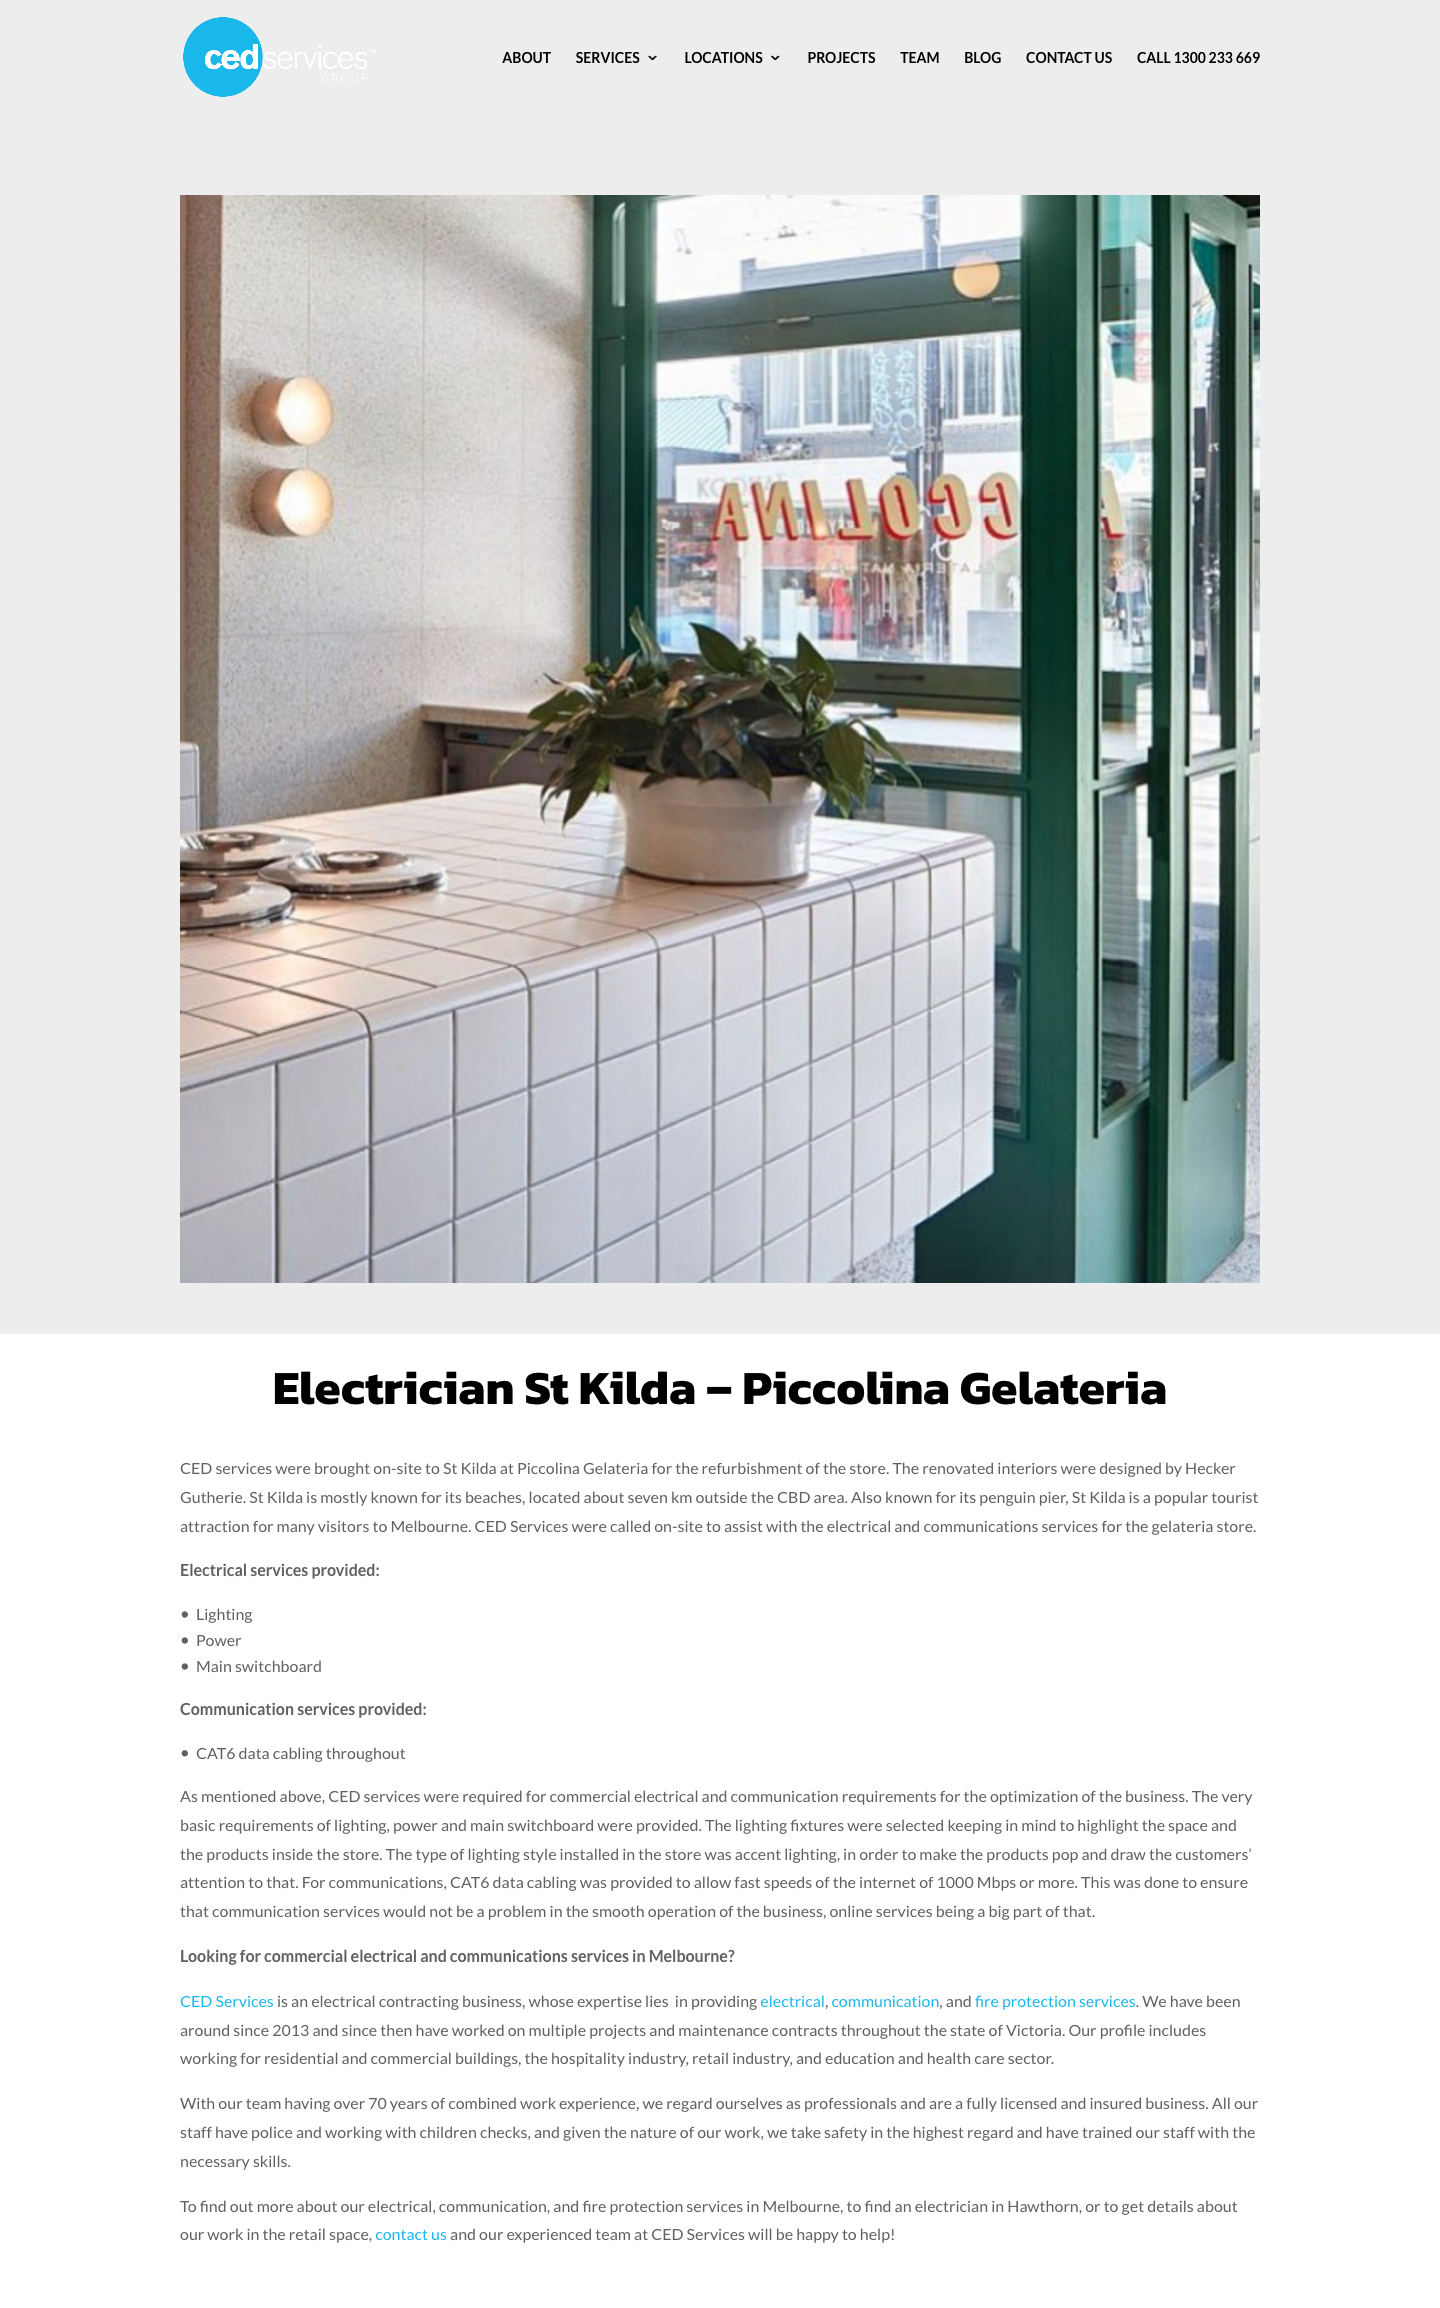 cedservices™
GROUP
ABOUT SERVICES LOCATIONS PROJECTS TEAM BLOG CONTACT US CALL 1300 233 669
CCOLINA
Electrician St Kilda – Piccolina Gelateria
CED services were brought on-site to St Kilda at Piccolina Gelateria for the refurbishment of the store. The renovated interiors were designed by Hecker
Gutherie. St Kilda is mostly known for its beaches, located about seven km outside the CBD area. Also known for its penguin pier, St Kilda is a popular tourist
attraction for many visitors to Melbourne. CED Services were called on-site to assist with the electrical and communications services for the gelateria store.
Electrical services provided:
• Lighting
• Power
• Main switchboard
Communication services provided:
• CAT6 data cabling throughout
As mentioned above, CED services were required for commercial electrical and communication requirements for the optimization of the business. The very
basic requirements of lighting, power and main switchboard were provided. The lighting fixtures were selected keeping in mind to highlight the space and
the products inside the store. The type of lighting style installed in the store was accent lighting, in order to make the products pop and draw the customers’
attention to that. For communications, CAT6 data cabling was provided to allow fast speeds of the internet of 1000 Mbps or more. This was done to ensure
that communication services would not be a problem in the smooth operation of the business, online services being a big part of that.
Looking for commercial electrical and communications services in Melbourne?
CED Services is an electrical contracting business, whose expertise lies in providing electrical, communication, and fire protection services. We have been
around since 2013 and since then have worked on multiple projects and maintenance contracts throughout the state of Victoria. Our profile includes
working for residential and commercial buildings, the hospitality industry, retail industry, and education and health care sector.
With our team having over 70 years of combined work experience, we regard ourselves as professionals and are a fully licensed and insured business. All our
staff have police and working with children checks, and given the nature of our work, we take safety in the highest regard and have trained our staff with the
necessary skills.
To find out more about our electrical, communication, and fire protection services in Melbourne, to find an electrician in Hawthorn, or to get details about
our work in the retail space, contact us and our experienced team at CED Services will be happy to help!